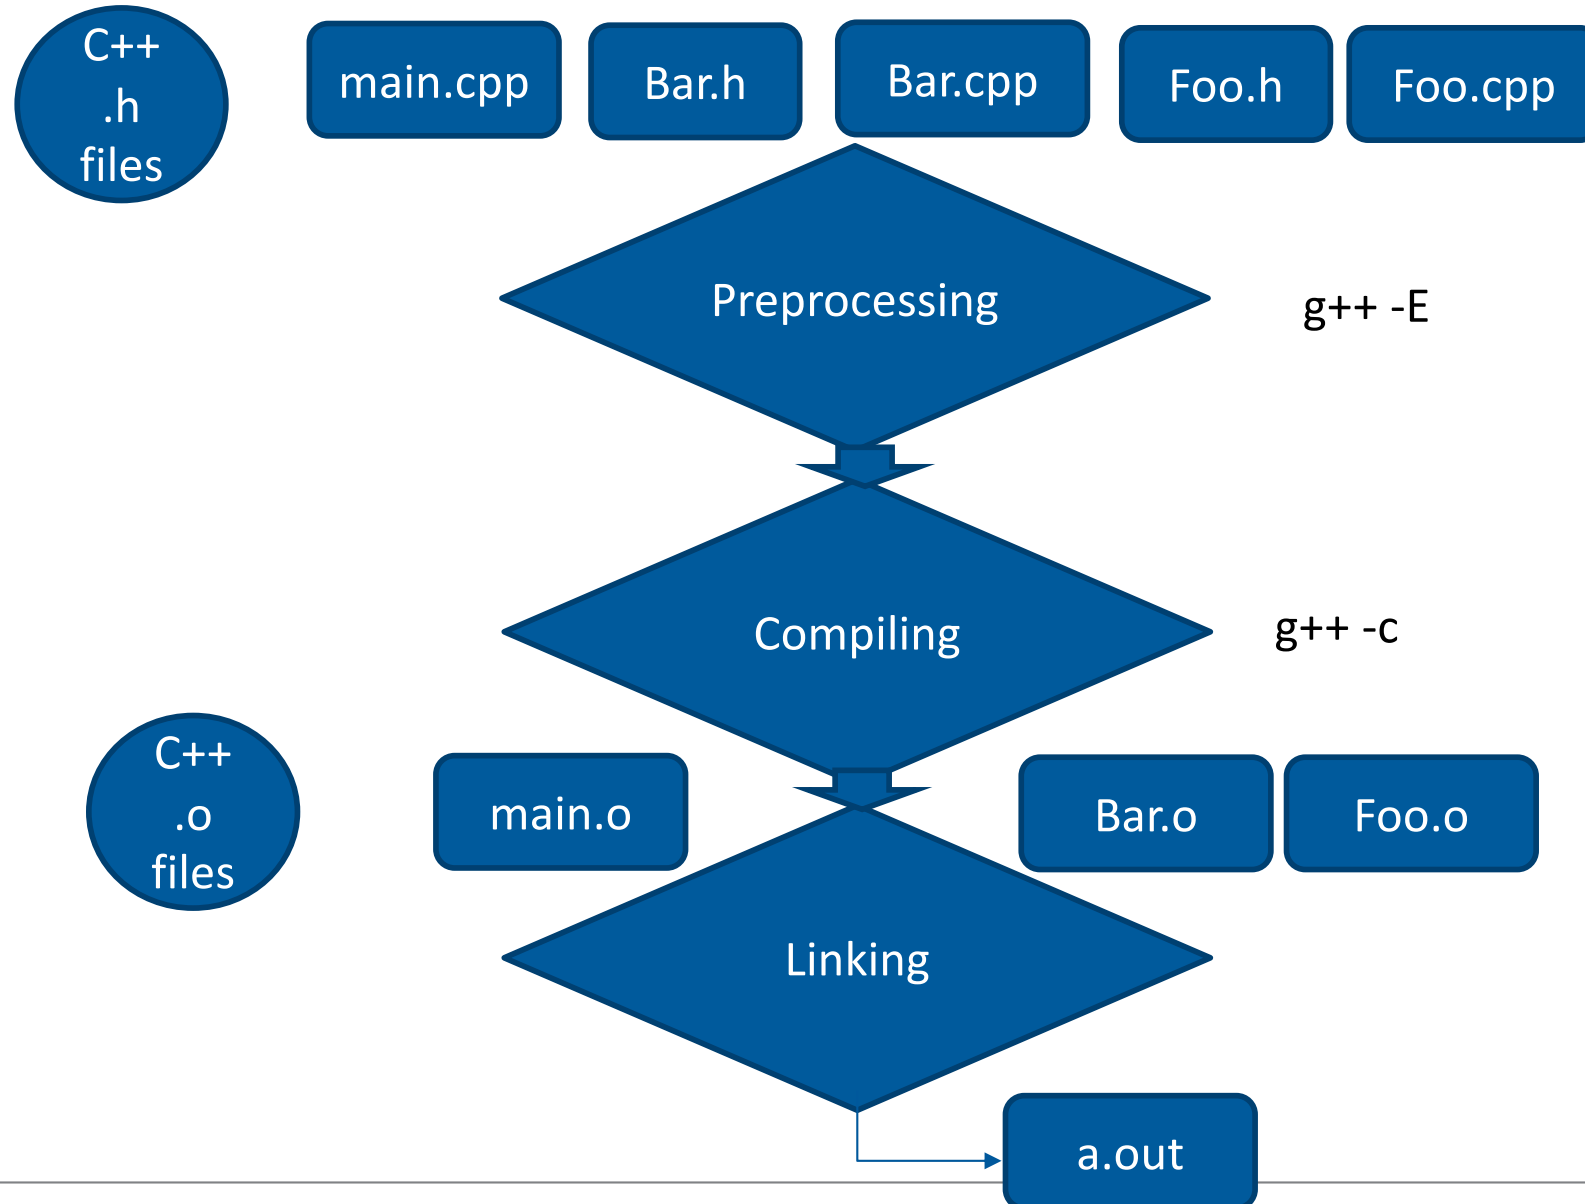 C++
.h
files
main.cpp
Bar.h
Bar.cpp
Foo.h
Foo.cpp
Preprocessing
g++ -E
Compiling
g++ -c
C++
.o
files
main.o
Bar.o
Foo.o
Linking
a.out